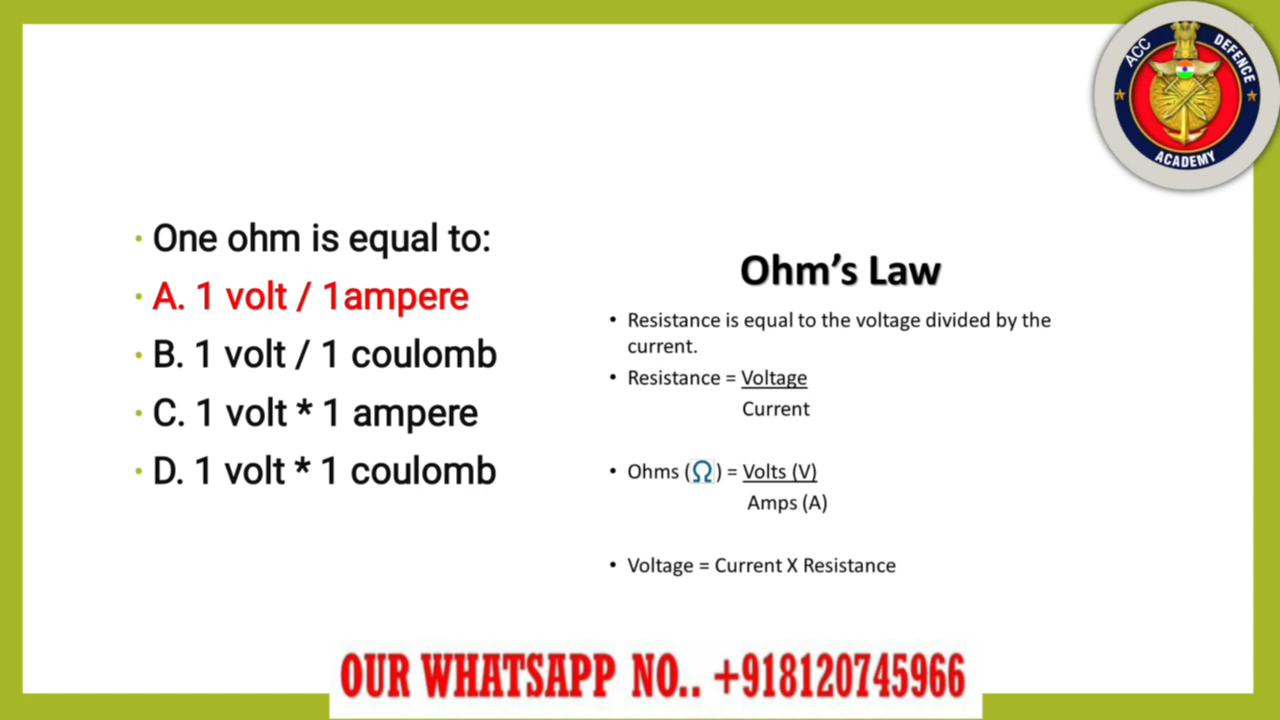 ACC DEFENCE ACADEMY
• One ohm is equal to:
• A. 1 volt / 1ampere
• B. 1 volt / 1 coulomb
• C. 1 volt * 1 ampere
• D. 1 volt * 1 coulomb
Ohm’s Law
• Resistance is equal to the voltage divided by the
current.
• Resistance = Voltage
Current
• Ohms (Ω) = Volts (V)
Amps (A)
• Voltage = Current X Resistance
OUR WHATSAPP NO.. +918120745966